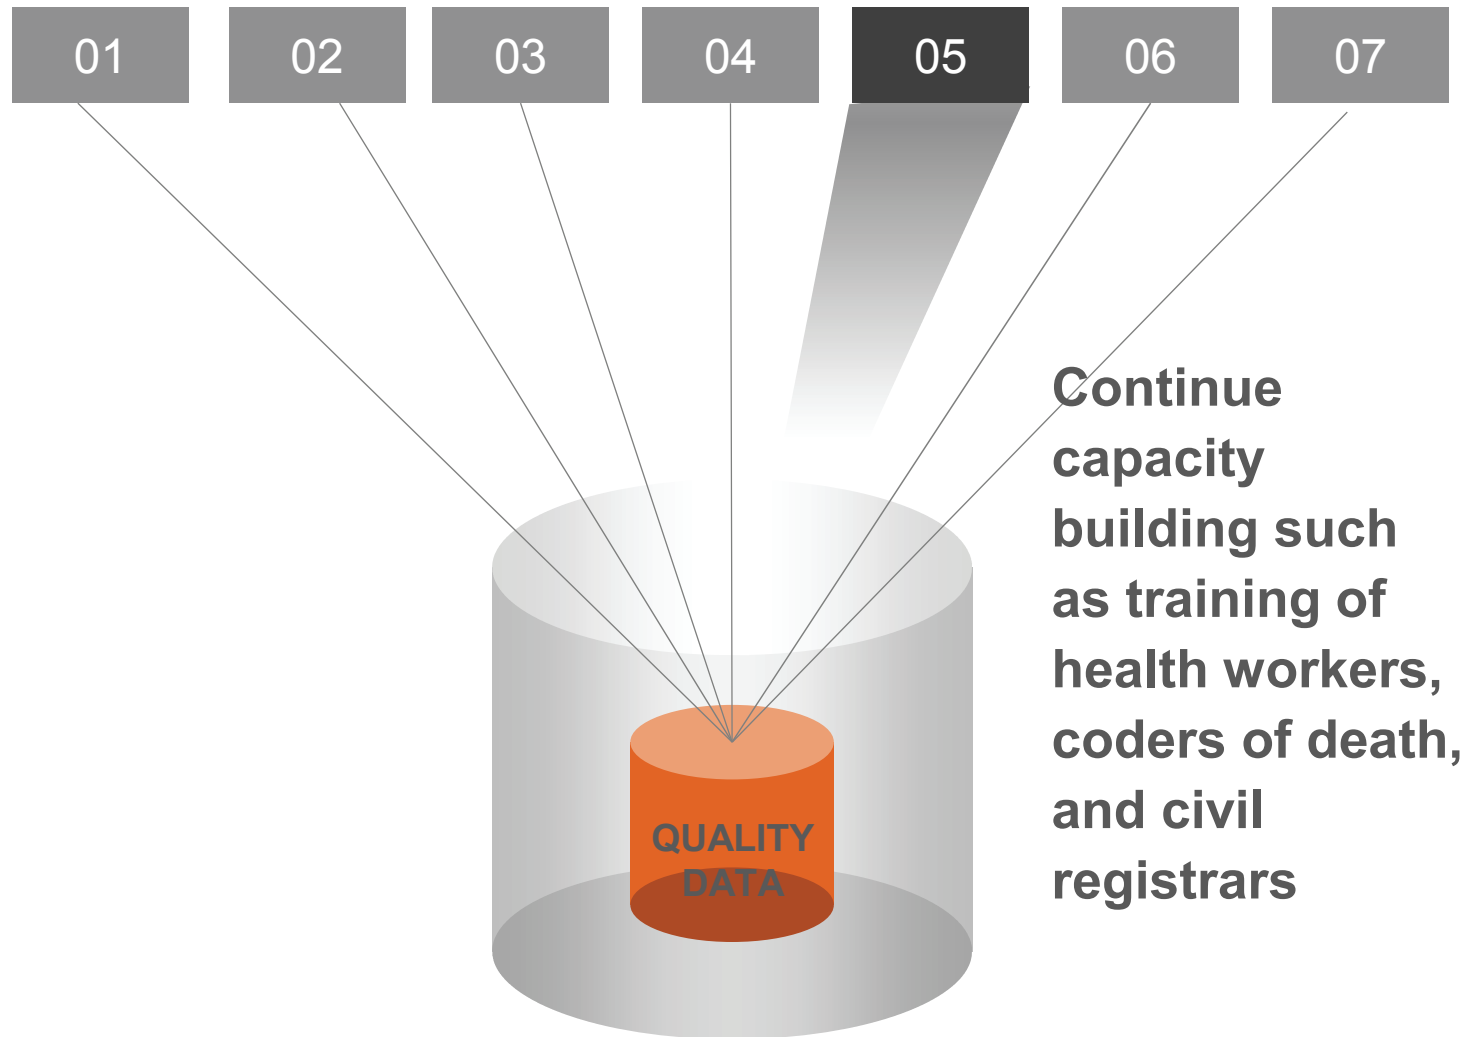 01 02 03 04 05 06 07
Continue
capacity
building such
as training of
health workers,
coders of death,
and civil
registrars
QUALITY
DATA